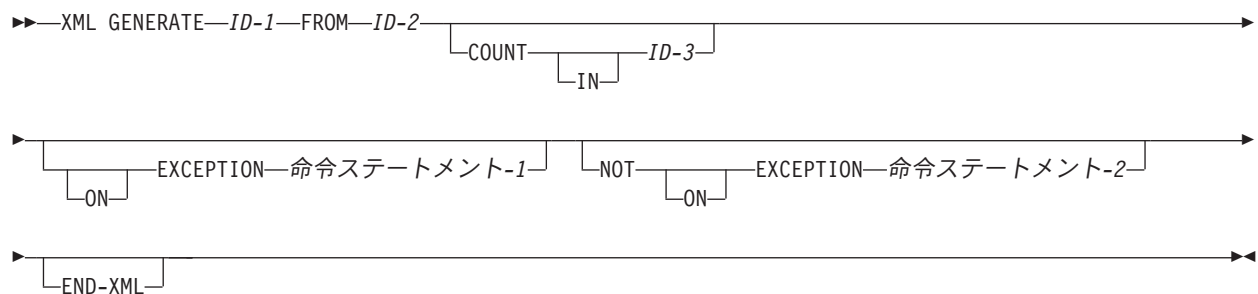 XML GENERATE ID-1 FROM ID-2
COUNT ID-3
IN
EXCEPTION 命令ステートメント-1 NOT EXCEPTION 命令ステートメント-2
ON ON
END-XML